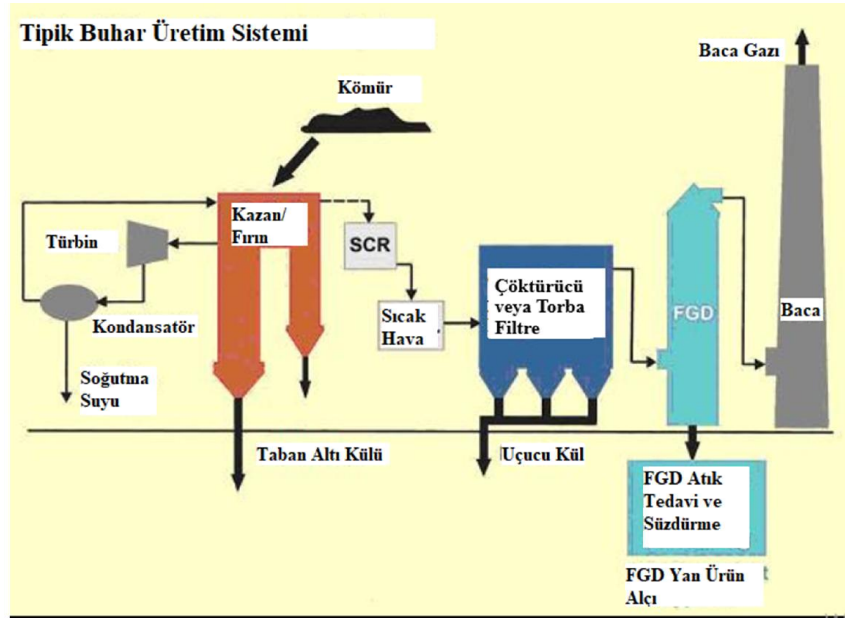 Tipik Buhar Üretim Sistemi
Baca Gazı
Kömür
Kazan/
Fırın
Türbin
SCR
Kondansatör
Sıcak
Hava
Çöktürücü
veya Torba
Filtre
FGD
Baca
Soğutma
Suyu
Taban Altı Külü
Uçucu Kül
FGD Atık
Tedavi ve
Süzdürme
FGD Yan Ürün
Alçı